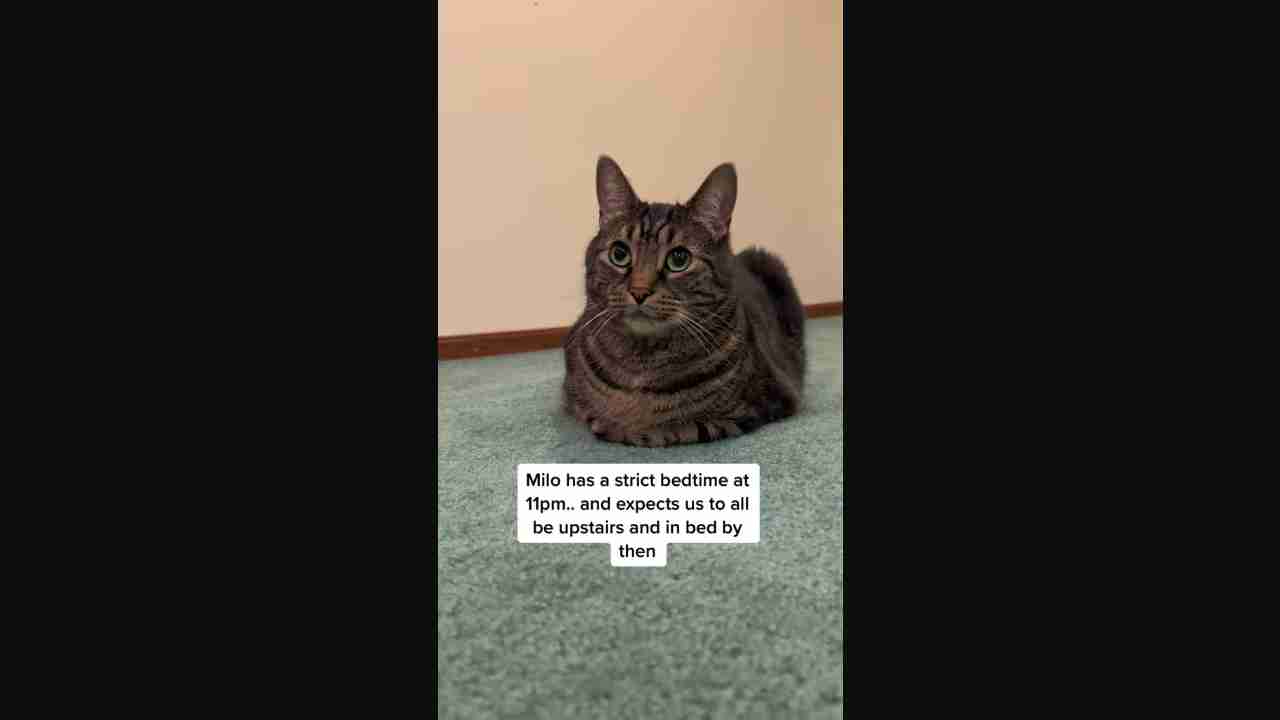 Milo has a strict bedtime at
11pm.. and expects us to all
be upstairs and in bed by
then